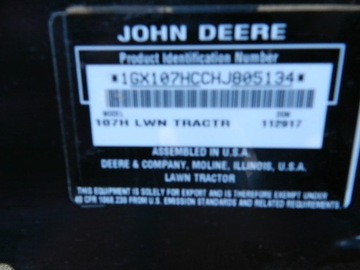 JOHN DEERE
Product Identification Number
*1GX107HCCHJ805134*
MODEL
107H LWN TRACTR 112917
ASSEMBLED IN U.S.A.
DEERE & COMPANY, MOLINE, ILLINOIS, U.S.A.
LAWN TRACTOR
THIS EQUIPMENT IS SOLELY FOR EXPORT AND IS THEREFORE EXEMPT UNDER
40 CFR 1068.230 FROM U.S. EMISSION STANDARDS AND RELATED REQUIREMENTS.